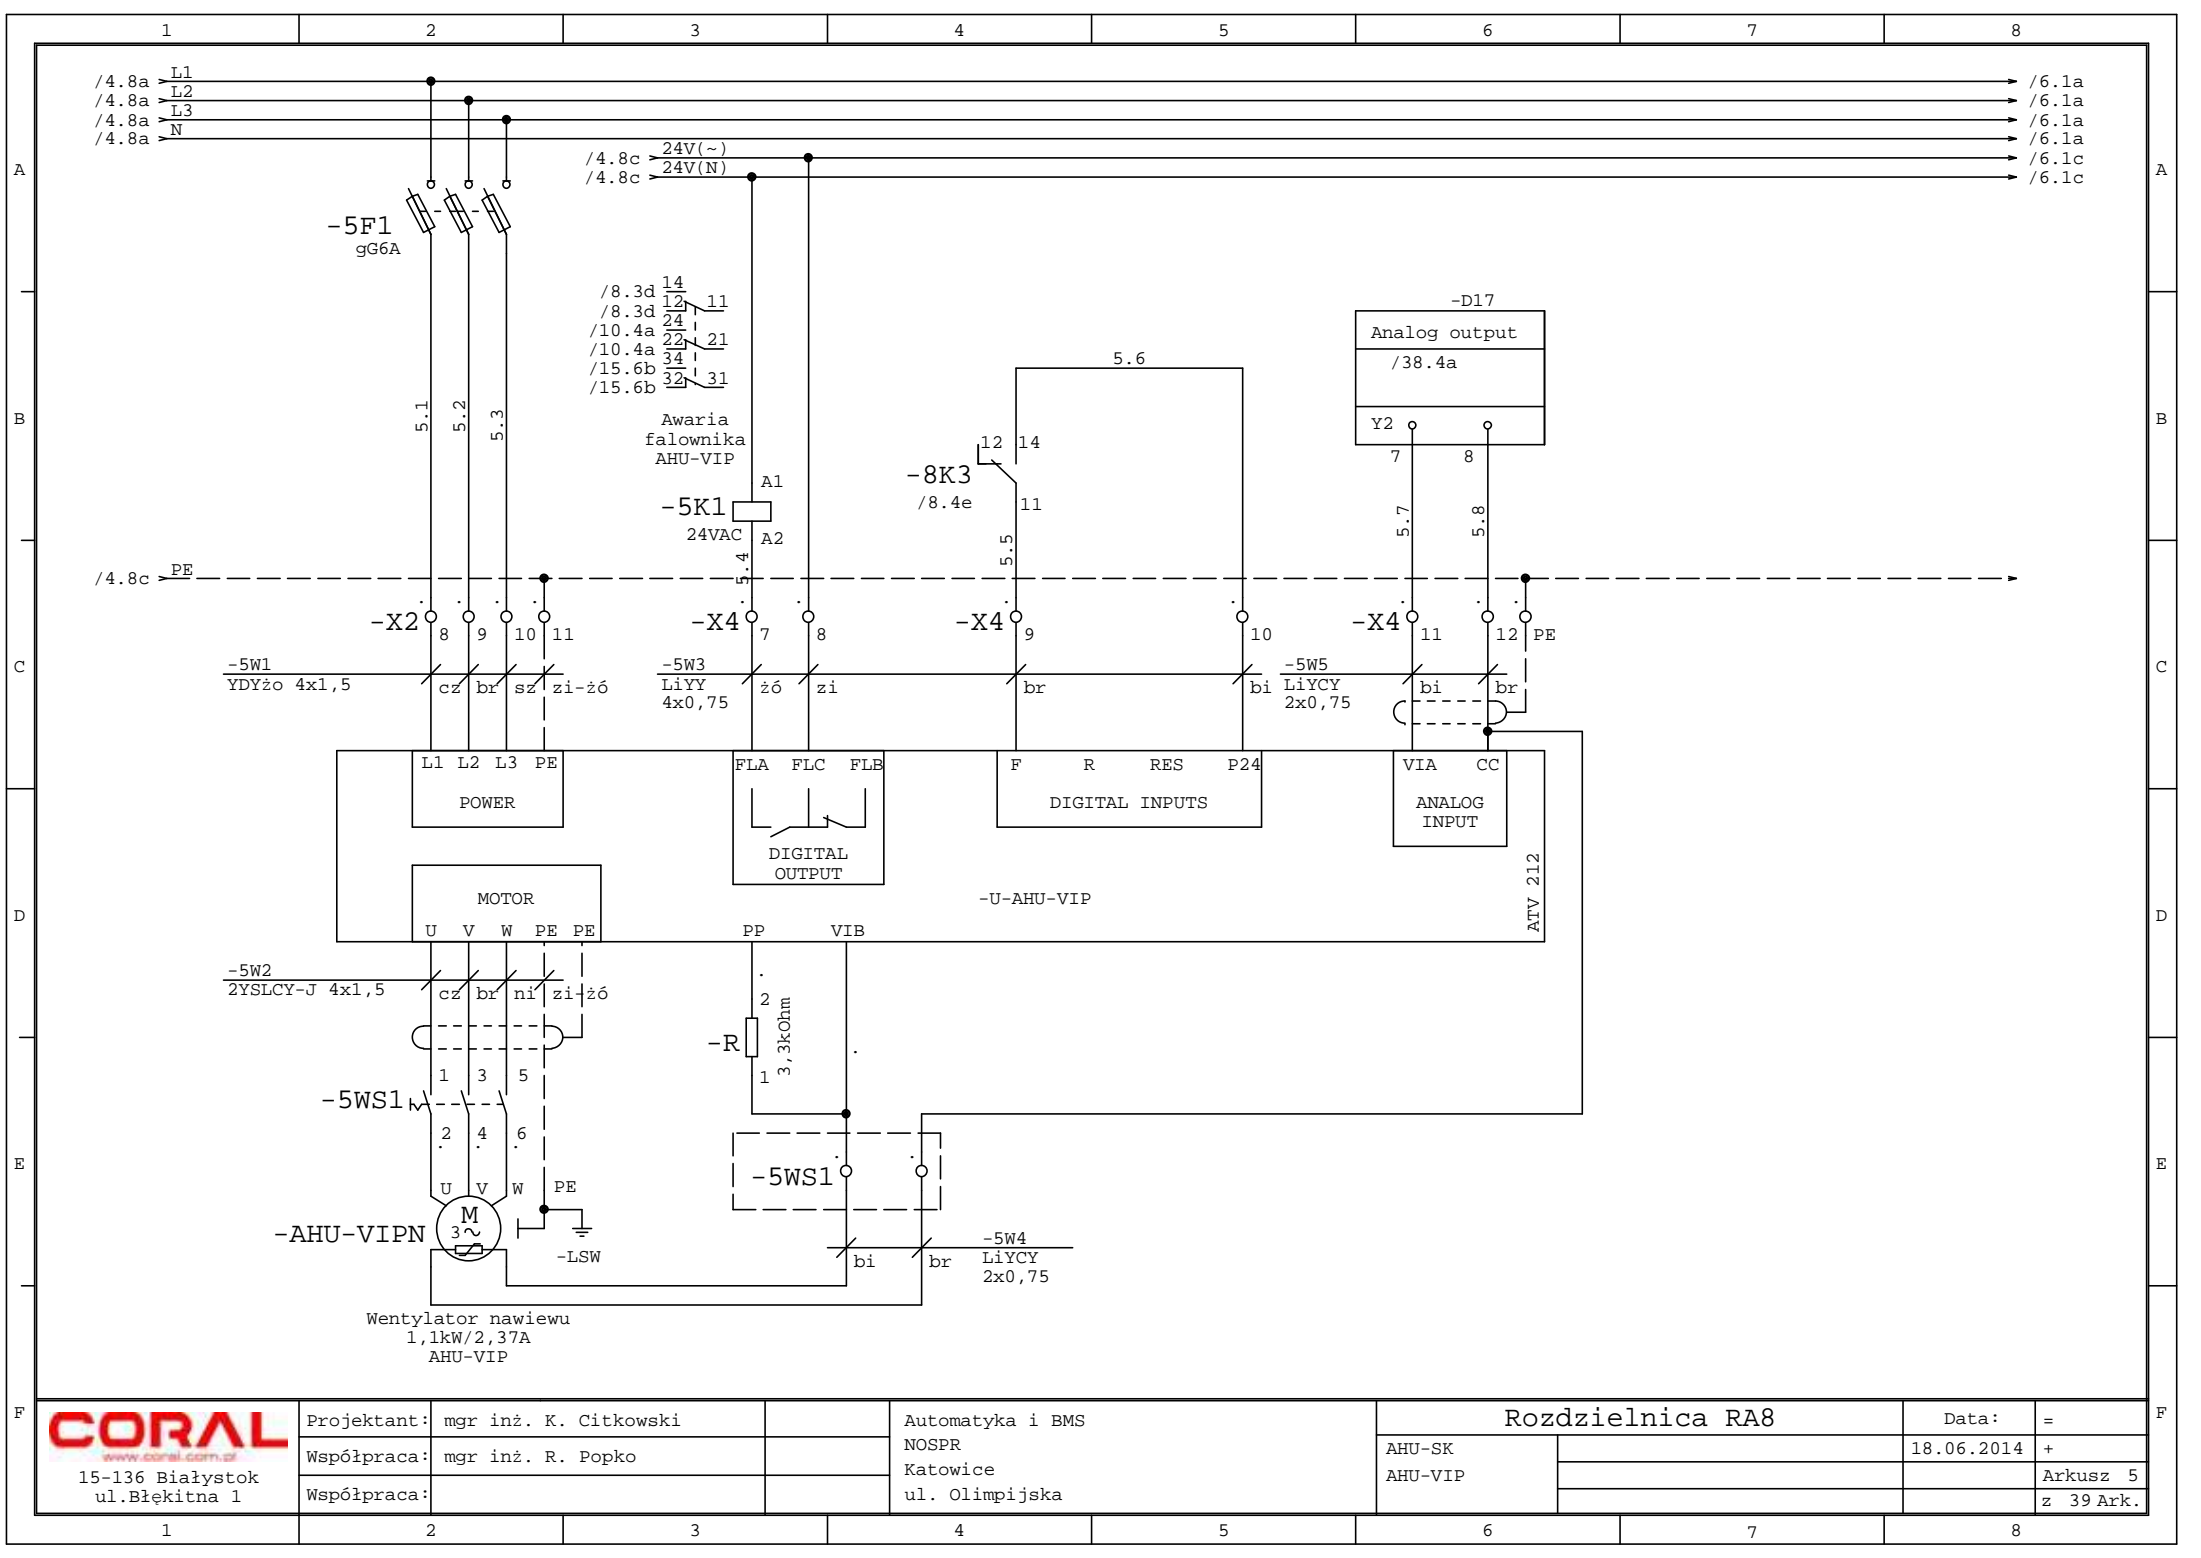 1 2 3 4 5 6 7 8
/4.8a L1 /6.1a
/4.8a L2 /6.1a
/4.8a L3 /6.1a
/4.8a N /6.1a
/4.8c 24V(~) /6.1c
/4.8c 24V(N) /6.1c
A A
-5F1
gG6A
/8.3d 14
/8.3d 12 11
/10.4a 24
/10.4a 22 21
/15.6b 34
/15.6b 32 31
Awaria
falownika
AHU-VIP
-D17
Analog output
/38.4a
Y2
7 8
5.6
B B
5.1 5.2 5.3
12 14
-8K3
/8.4e
11
A1
-5K1
24VAC
A2
5.4
5.5
5.7 5.8
/4.8c PE
-X2 8 9 10 11
-X4 7 8
-X4 9 10
-X4 11 12 PE
C C
-5W1
YDYżo 4x1,5
cz br sz zi-żó
-5W3
LiYY
4x0,75
żó zi br bi
-5W5
LiYCY
2x0,75
bi br
L1 L2 L3 PE
POWER
FLA FLC FLB
DIGITAL
OUTPUT
F R RES P24
DIGITAL INPUTS
VIA CC
ANALOG
INPUT
ATV 212
MOTOR
-U-AHU-VIP
D D
U V W PE PE
PP VIB
-5W2
2YSLCY-J 4x1,5
cz br ni zi-żó
2
-R
3,3kOhm
1
1 3 5
-5WS1
2 4 6
E E
-5WS1
U V W PE
M
3~
-AHU-VIPN
-LSW
-5W4
LiYCY
2x0,75
bi br
Wentylator nawiewu
1,1kW/2,37A
AHU-VIP
F F
CORAL
www.coral.com.pl
15-136 Białystok
ul.Błękitna 1
Projektant: mgr inż. K. Citkowski
Współpraca: mgr inż. R. Popko
Współpraca:
Automatyka i BMS
NOSPR
Katowice
ul. Olimpijska
Rozdzielnica RA8
AHU-SK
AHU-VIP
Data:
18.06.2014
=
+
Arkusz 5
z 39 Ark.
1 2 3 4 5 6 7 8